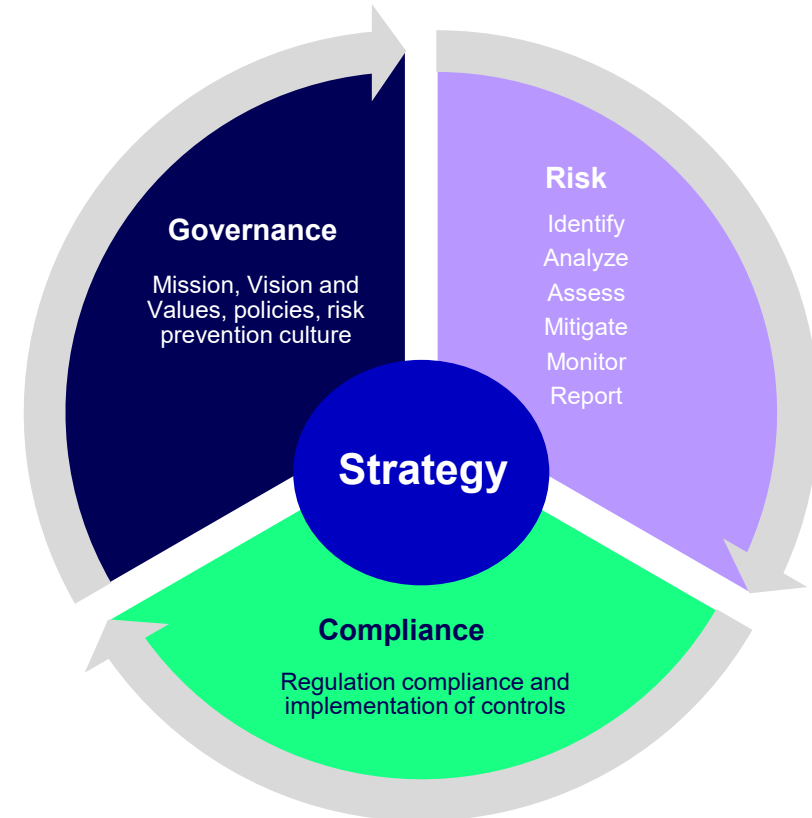 Governance
Mission, Vision and
Values, policies, risk
prevention culture
Risk
Identify
Analyze
Assess
Mitigate
Monitor
Report
Strategy
Compliance
Regulation compliance and
implementation of controls